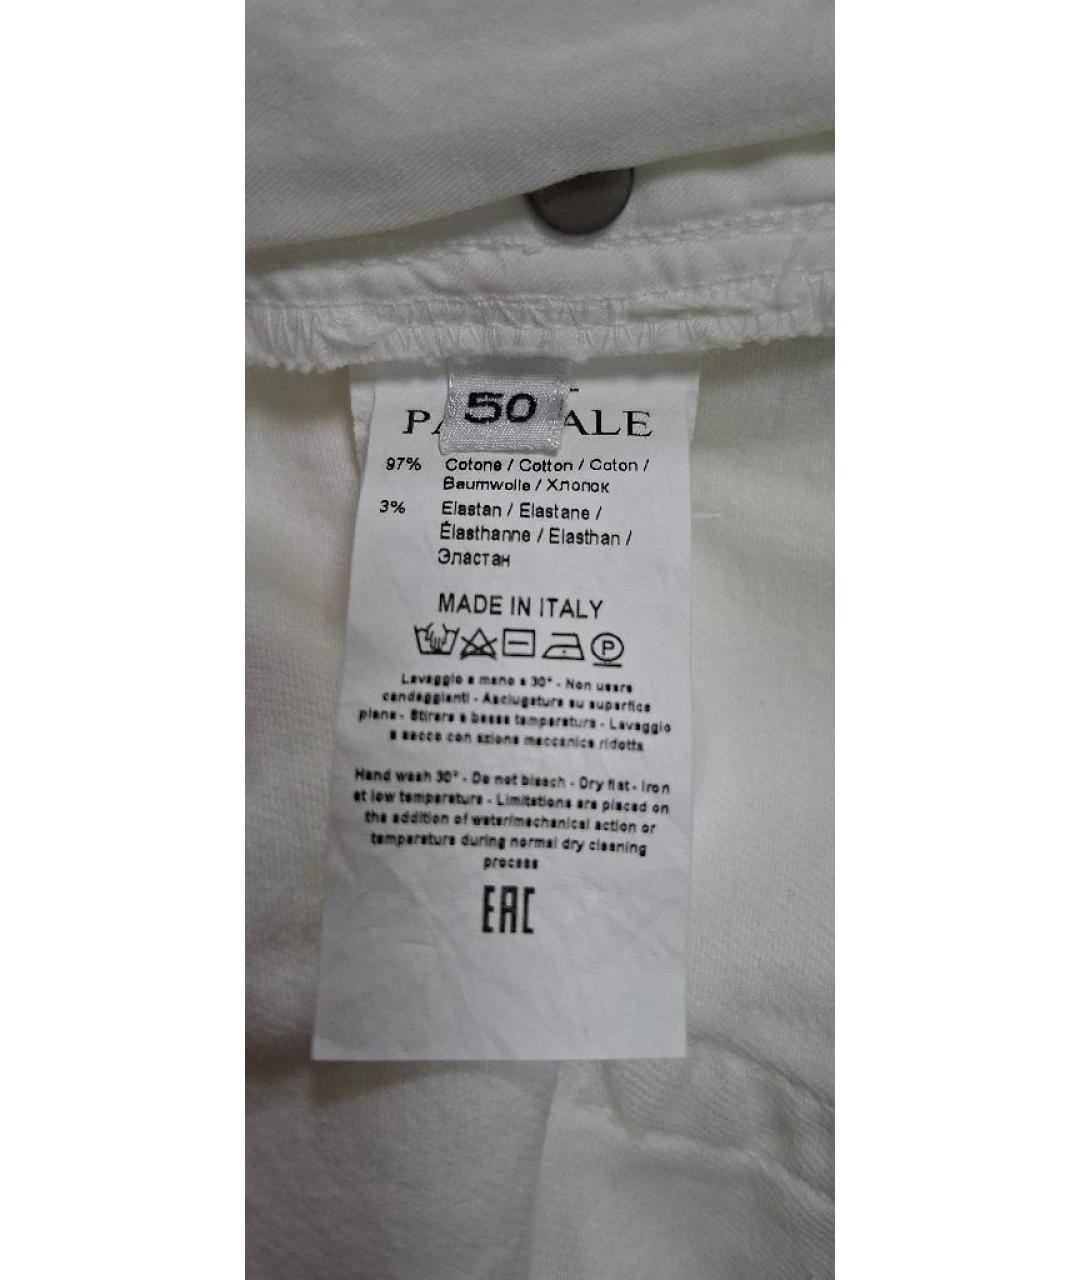 50
97% Cotone / Cotton / Coton /
Baumwolle / Хлопок
3% Elastan / Elastane /
Élasthanne / Elasthan /
Эластан
MADE IN ITALY
P
Lavaggio a mano a 30° - Non usare
candeggianti - Asciugatura su superfice
piana - Stirare a bassa temperatura - Lavaggio
a secco con azione meccanica ridotta
Hand wash 30° - Do not bleach - Dry flat - Iron
at low temperature - Limitations are placed on
the addition of water/mechanical action or
temperature during normal dry cleaning
process
EAC